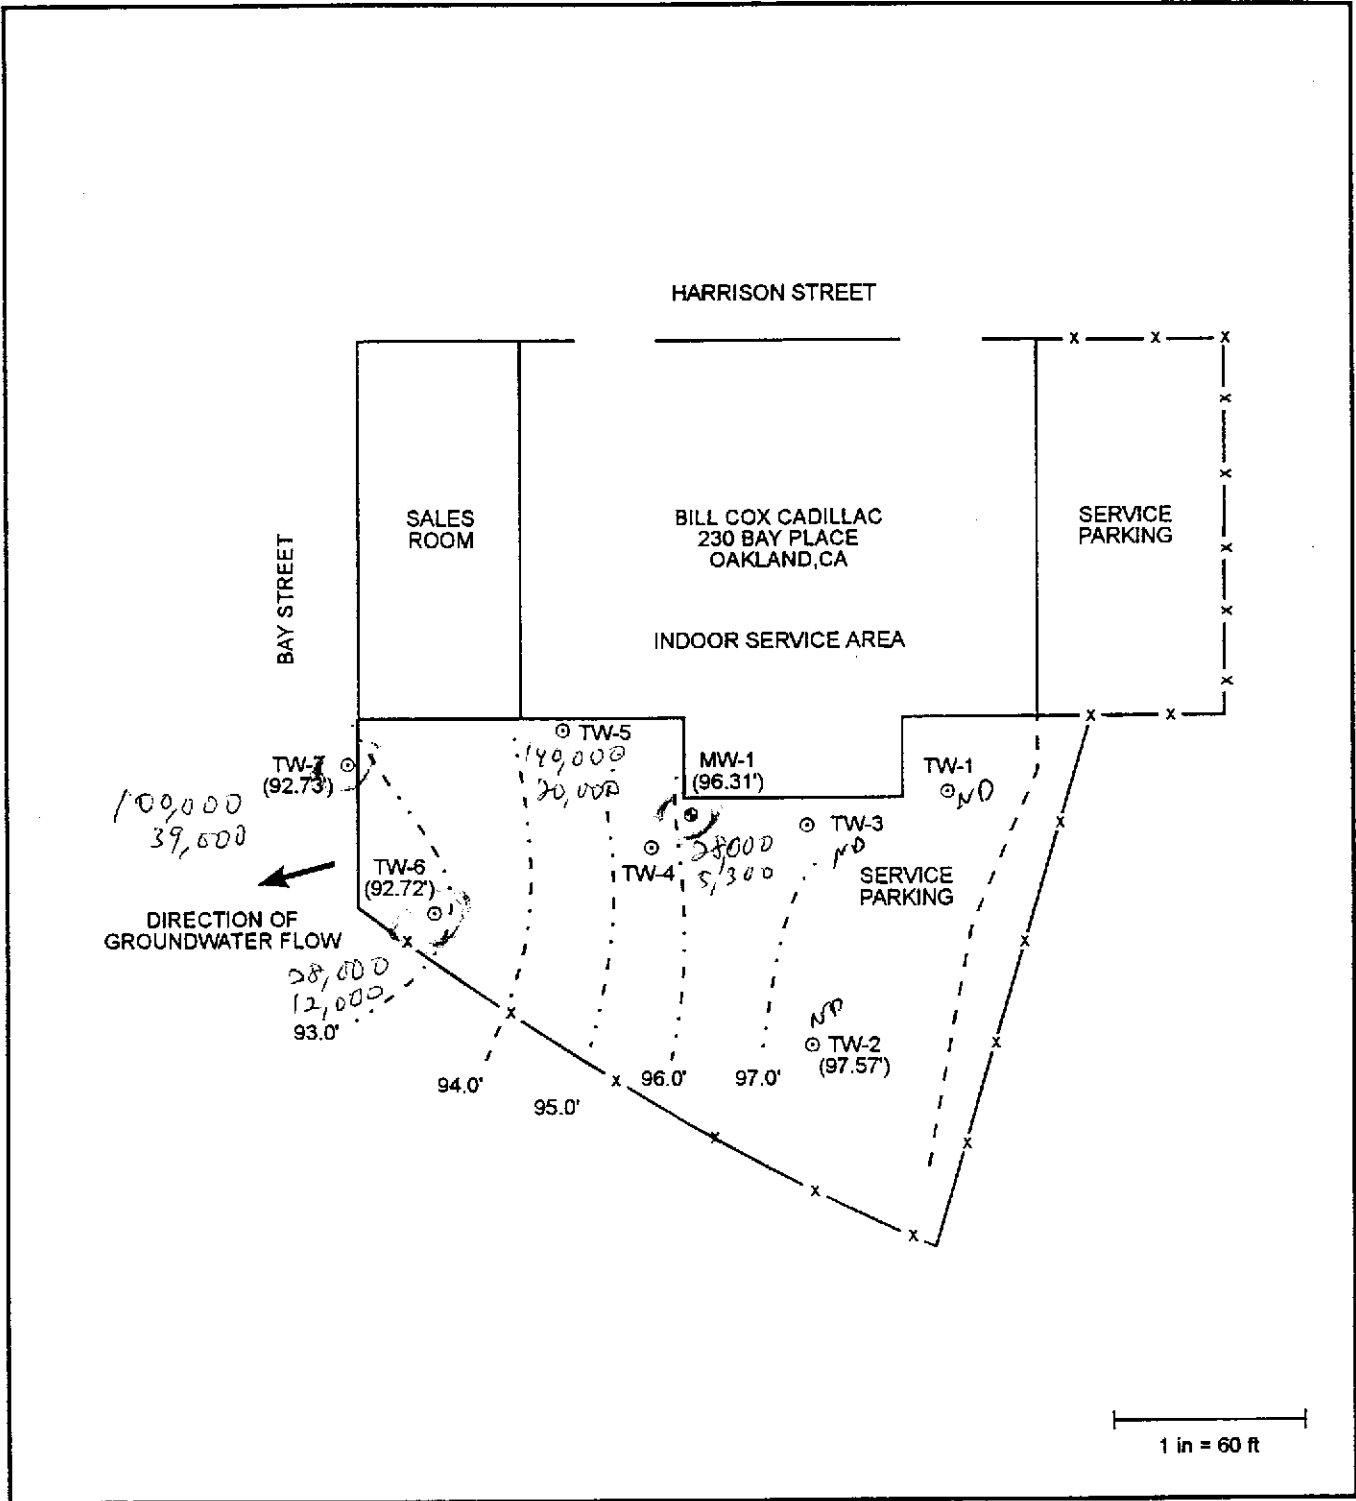 HARRISON STREET
SALES
ROOM
BILL COX CADILLAC
230 BAY PLACE
OAKLAND,CA
SERVICE
PARKING
BAY STREET
INDOOR SERVICE AREA
TW-5
140,000
20,000
MW-1
(96.31')
TW-1
ND
TW-7
(92.73')
100,000
39,000
TW-3
ND
TW-4
28,000
5,300
SERVICE
PARKING
TW-6
(92.72')
DIRECTION OF
GROUNDWATER FLOW
28,000
12,000
93.0'
ND
TW-2
(97.57')
94.0'
95.0'
96.0'
97.0'
1 in = 60 ft